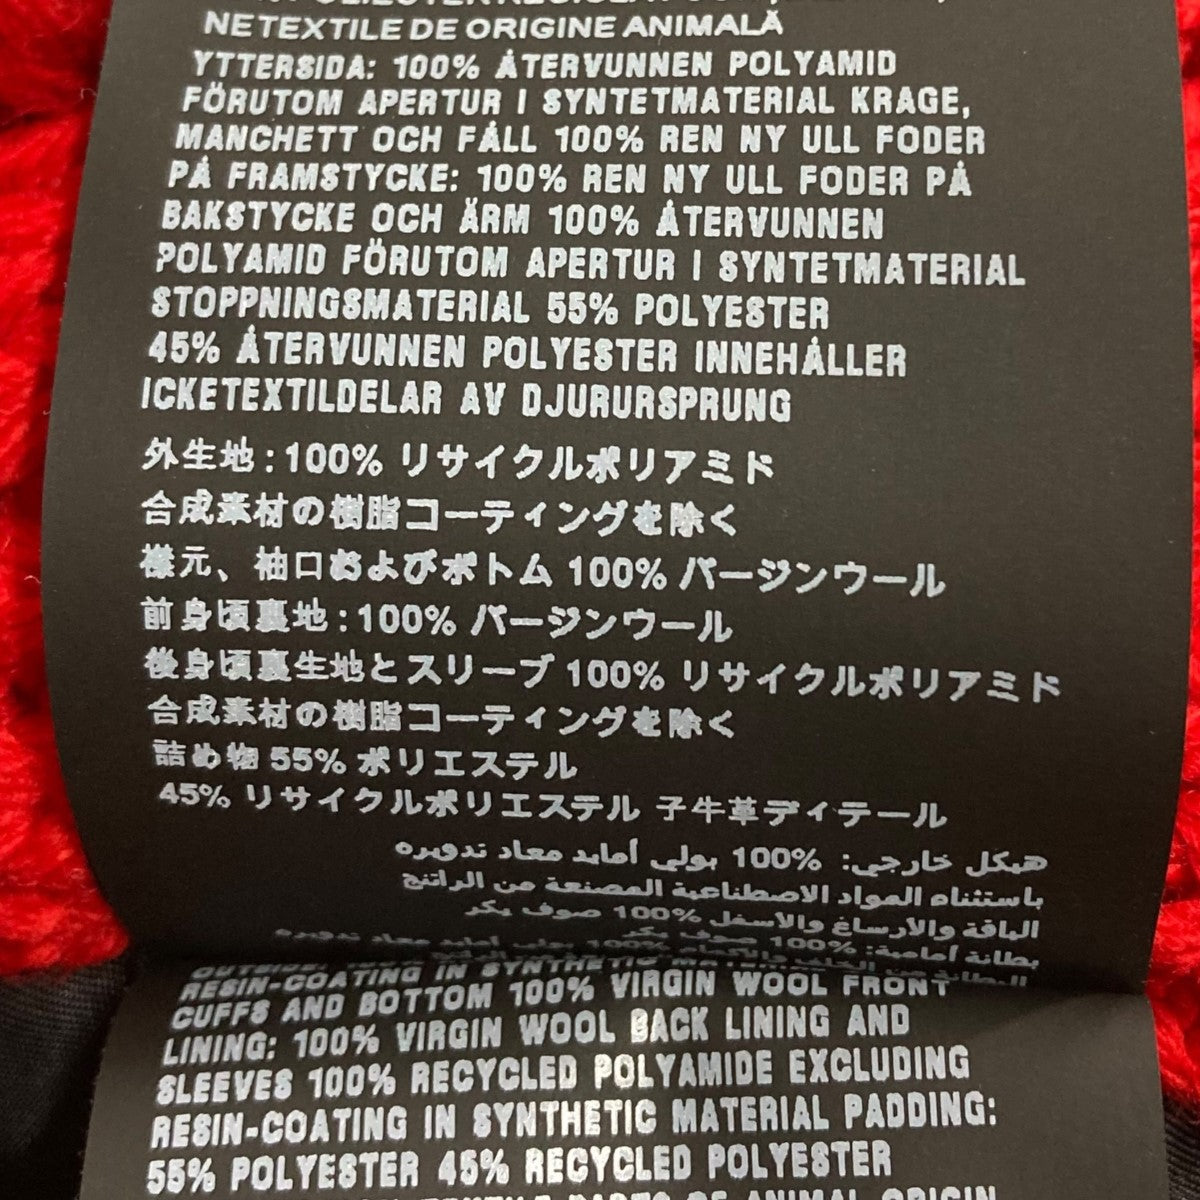 NETEXTILE DE ORIGINE ANIMALĂ
YTTERSIDA: 100% ÅTERVUNNEN POLYAMID
FÖRUTOM APERTUR I SYNTETMATERIAL KRAGE,
MANCHETT OCH FÅLL 100% REN NY ULL FODER
PÅ FRAMSTYCKE: 100% REN NY ULL FODER PÅ
BAKSTYCKE OCH ÄRM 100% ÅTERVUNNEN
POLYAMID FÖRUTOM APERTUR I SYNTETMATERIAL
STOPPNINGSMATERIAL 55% POLYESTER
45% ÅTERVUNNEN POLYESTER INNEHÅLLER
ICKETEXTILDELAR AV DJURURSPRUNG
外生地:100% リサイクルポリアミド
合成素材の樹脂コーティングを除く
襟元、袖口およびボトム 100% バージンウール
前身頃裏地:100% バージンウール
後身頃裏生地とスリーブ 100% リサイクルポリアミド
合成素材の樹脂コーティングを除く
詰め物 55% ポリエステル
45% リサイクルポリエステル 子牛革ディテール
هيكل خارجي: 100% بولي أمايد معاد تدويره
باستثناء المواد الاصطناعية المصنعة من الراتنج
الياقة والأرساغ والأسفل 100% صوف بكر
بطانة أمامية: 100% صوف بكر
RESIN-COATING IN SYNTHETIC
CUFFS AND BOTTOM 100% VIRGIN WOOL FRONT
LINING: 100% VIRGIN WOOL BACK LINING AND
SLEEVES 100% RECYCLED POLYAMIDE EXCLUDING
RESIN-COATING IN SYNTHETIC MATERIAL PADDING:
55% POLYESTER 45% RECYCLED POLYESTER
PARTS OF ANIMAL ORIGIN